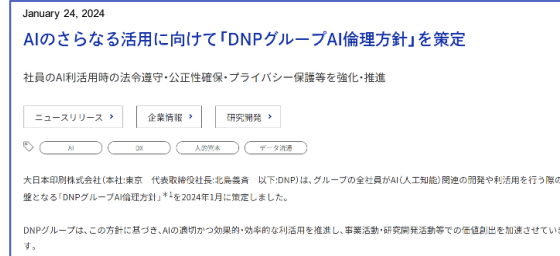 January 24, 2024
AIのさらなる活用に向けて「DNPグループAI倫理方針」を策定
社員のAI利活用時の法令遵守・公正性確保・プライバシー保護等を強化・推進
ニュースリリース 企業情報 研究開発
AI DX 人的資本 データ流通
大日本印刷株式会社(本社:東京 代表取締役社長:北島義斉 以下:DNP)は、グループの全社員がAI(人工知能)関連の開発や利活用を行う際の
盤となる「DNPグループAI倫理方針」*1を2024年1月に策定しました。
DNPグループは、この方針に基づき、AIの適切かつ効果的・効率的な利活用を推進し、事業活動・研究開発活動等での価値創出を加速させてい
す。